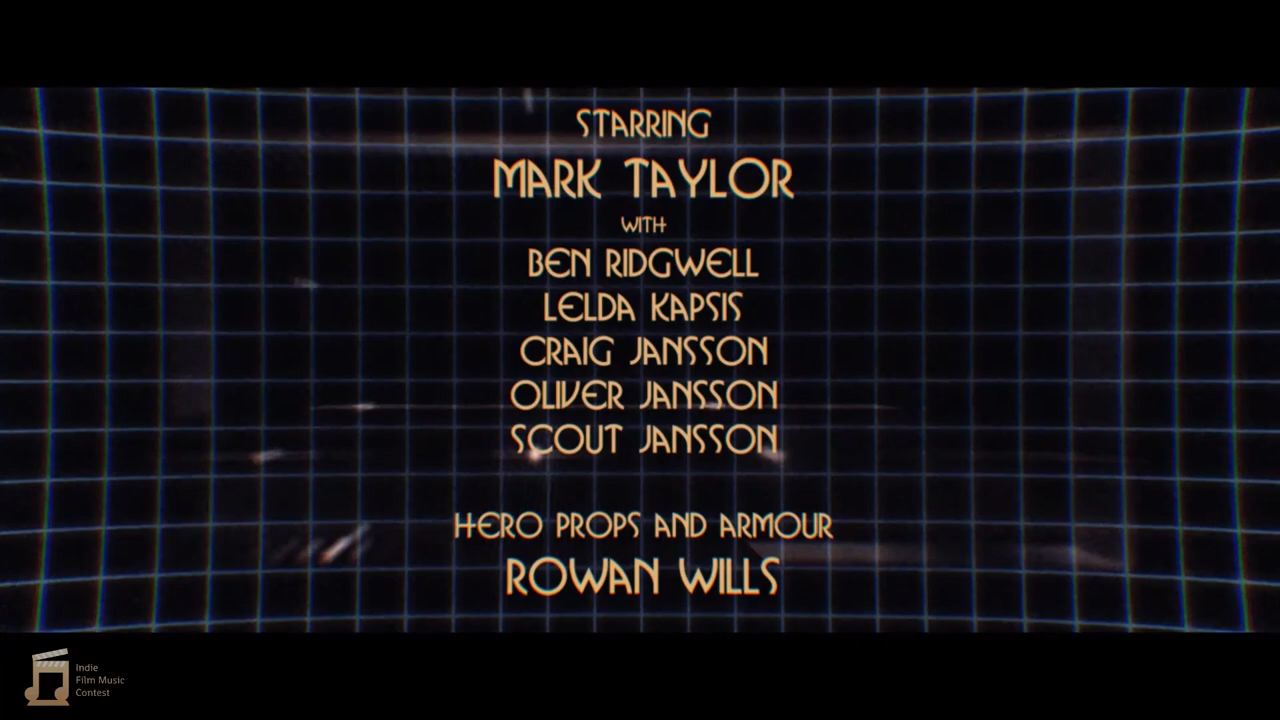 STARRING
MARK TAYLOR
WITH
BEN RIDGWELL
LELDA KAPSIS
CRAIG JANSSON
OLIVER JANSSON
SCOUT JANSSON
HERO PROPS AND ARMOUR
ROWAN WILLS
Indie
Film Music
Contest